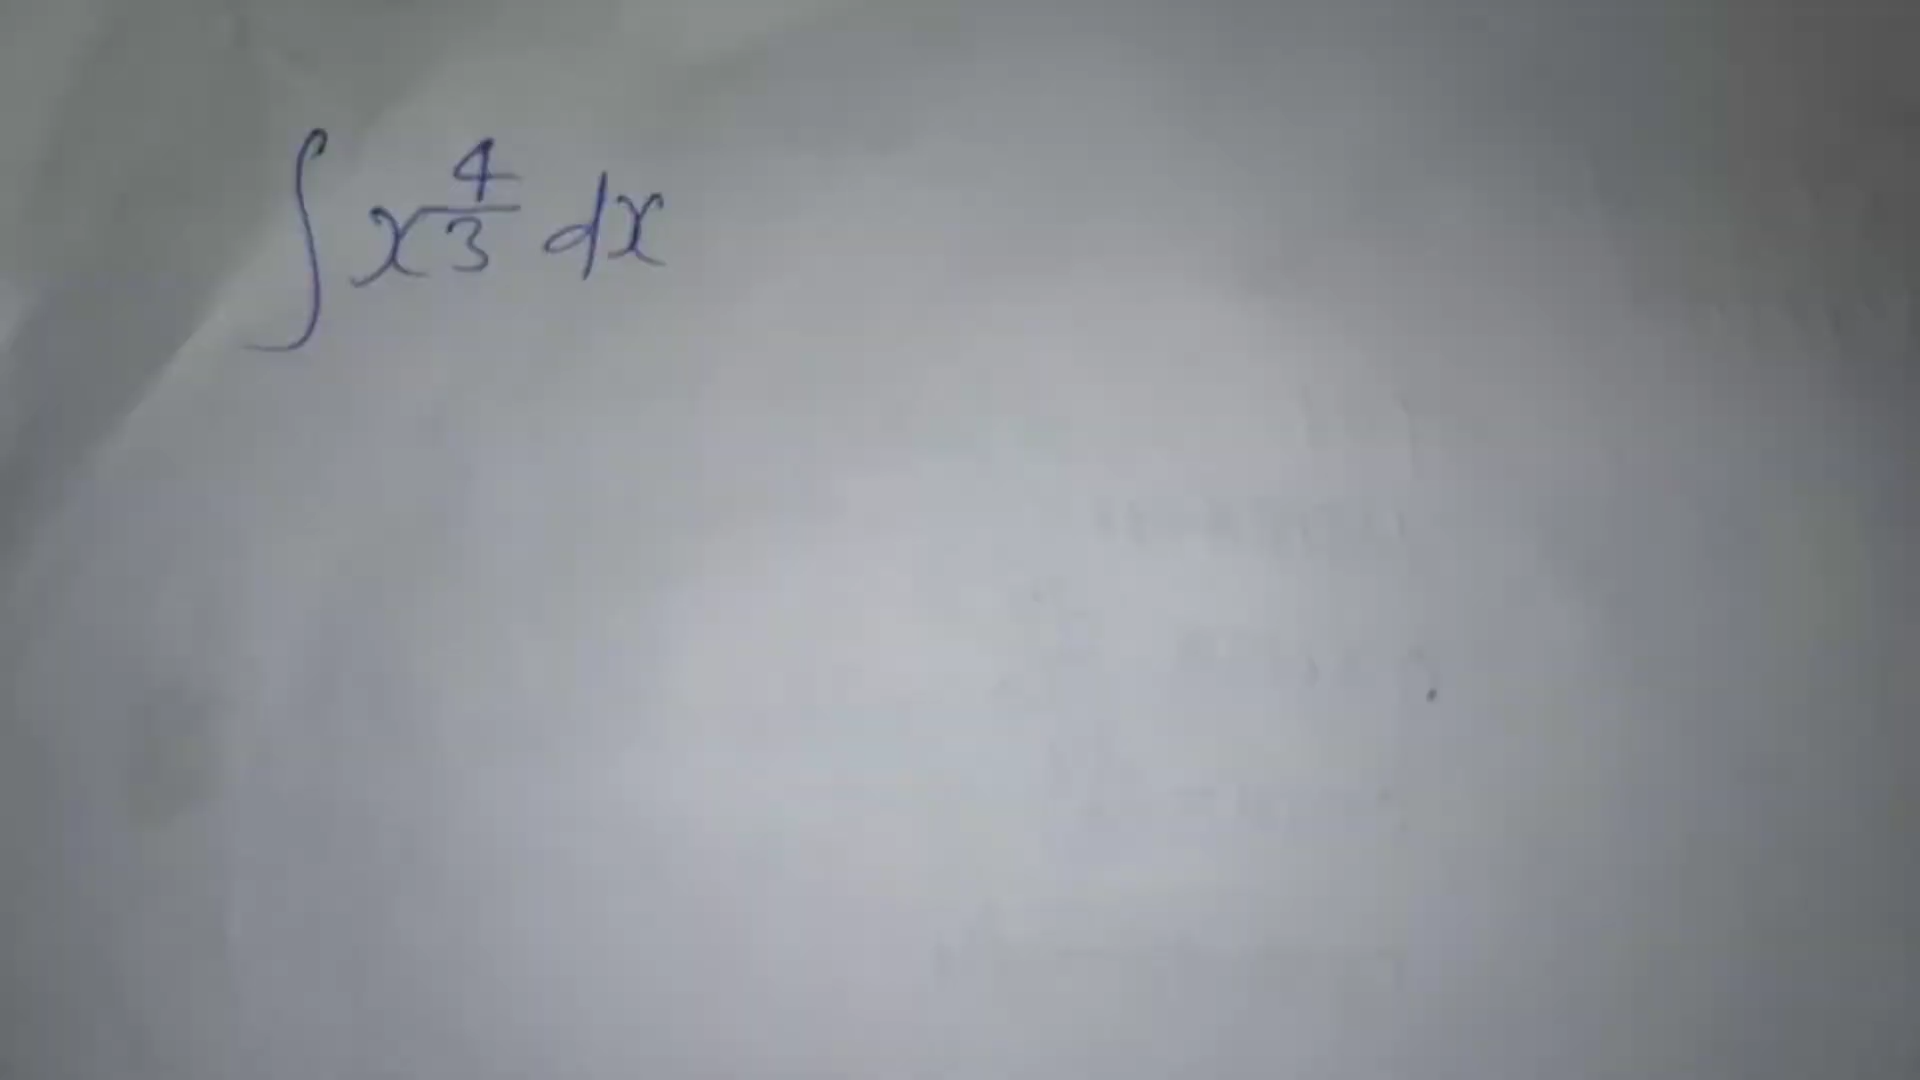 ∫ x^{4/3} dx